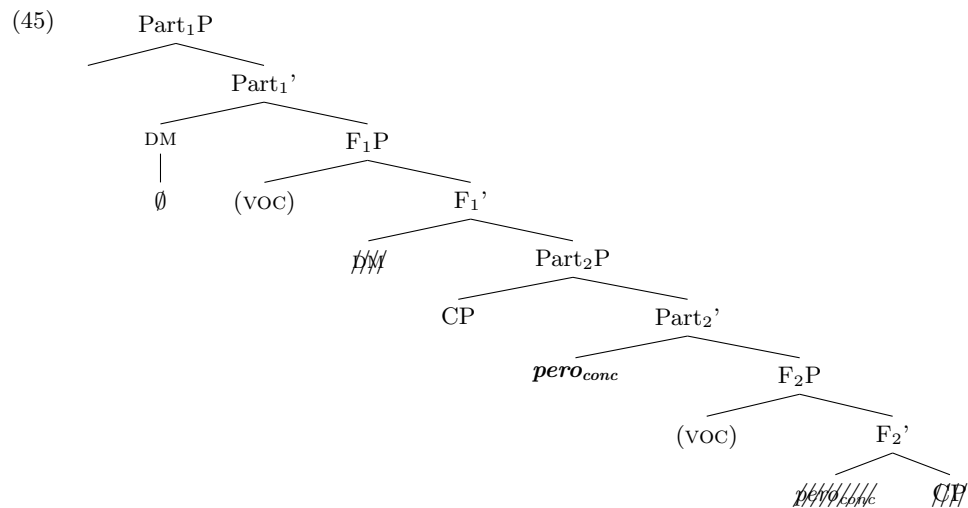 (45)
Part₁P
Part₁’
DM
F₁P
∅
(VOC)
F₁’
DM
Part₂P
CP
Part₂’
pero_conc
F₂P
(VOC)
F₂’
pero_conc
CP